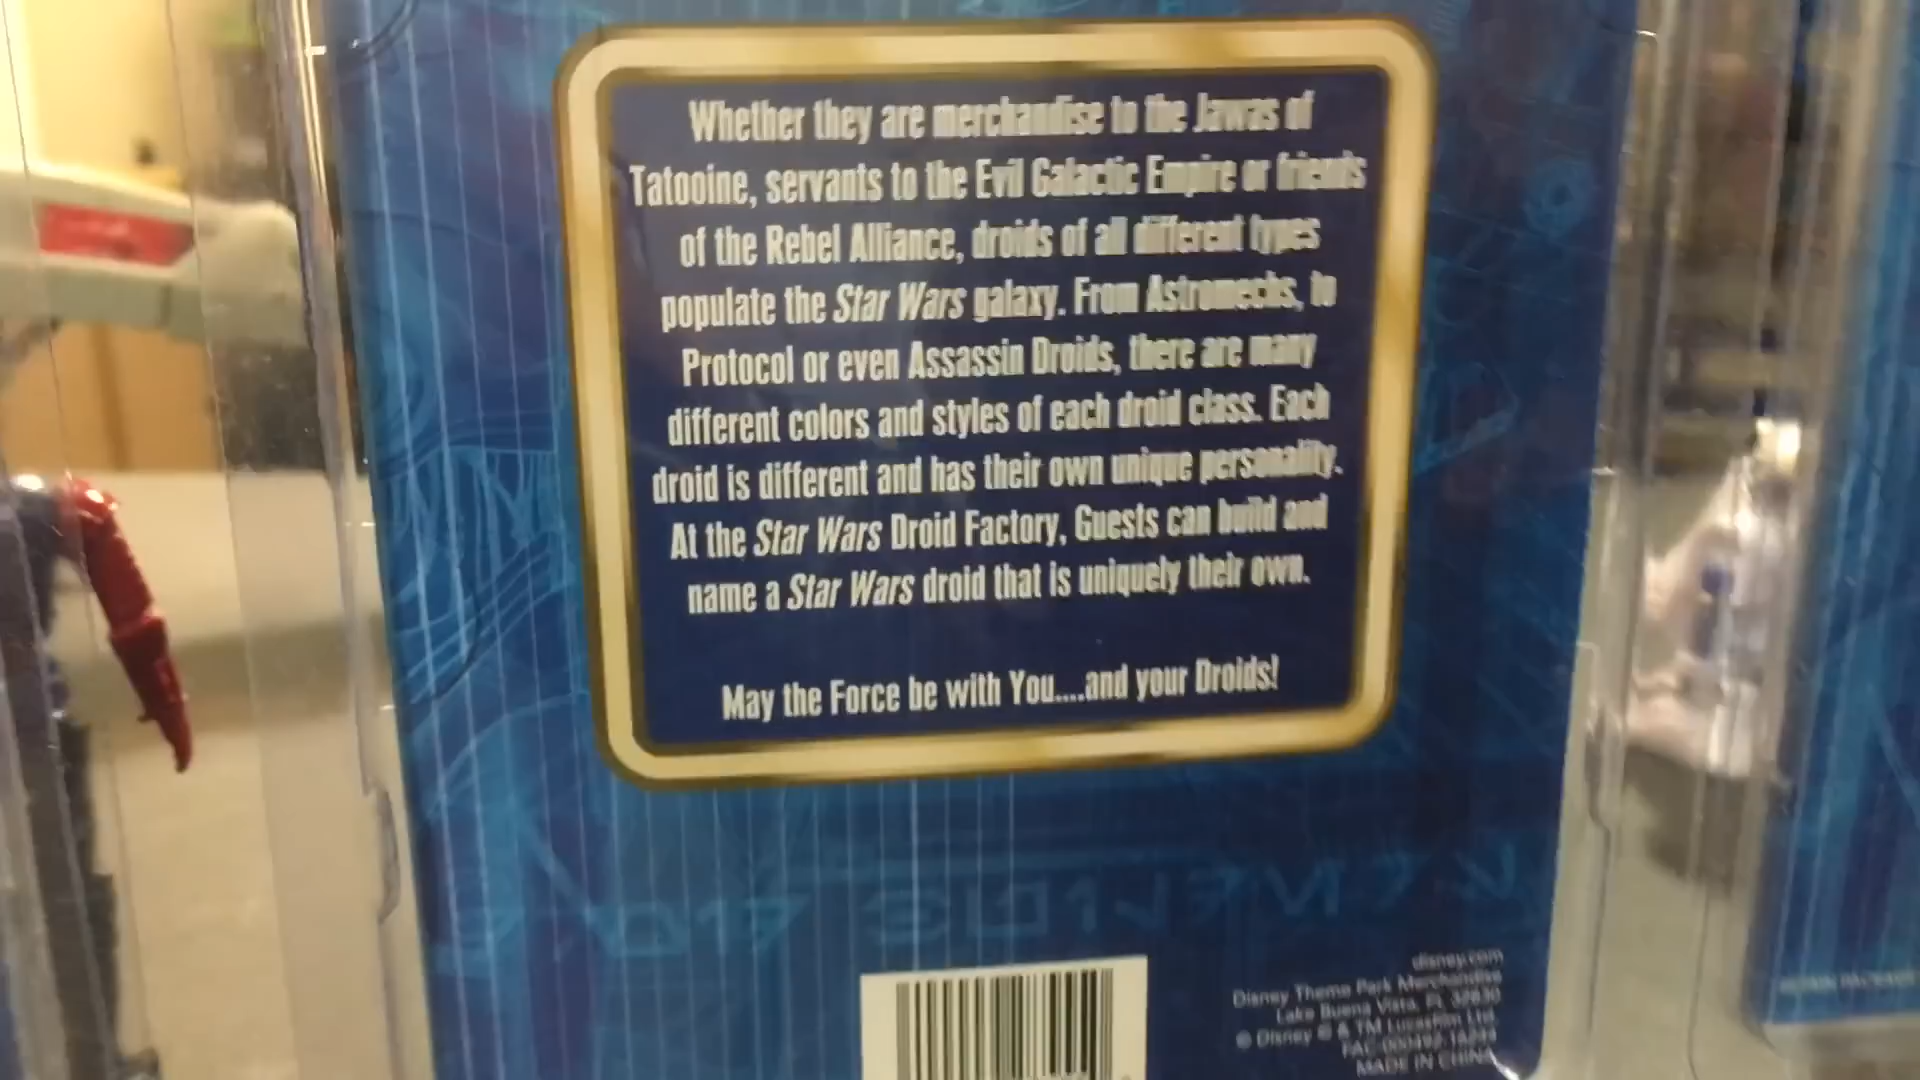 Whether they are merchandise to the Jawas of
Tatooine, servants to the Evil Galactic Empire or friends
of the Rebel Alliance, droids of all different types
populate the Star Wars galaxy. From Astromechs, to
Protocol or even Assassin Droids, there are many
different colors and styles of each droid class. Each
droid is different and has their own unique personality.
At the Star Wars Droid Factory, Guests can build and
name a Star Wars droid that is uniquely their own.
May the Force be with You....and your Droids!
disney.com
Disney Theme Park Merchandise
Lake Buena Vista, FL 32830
© Disney © & TM Lucasfilm Ltd.
MADE IN CHINA